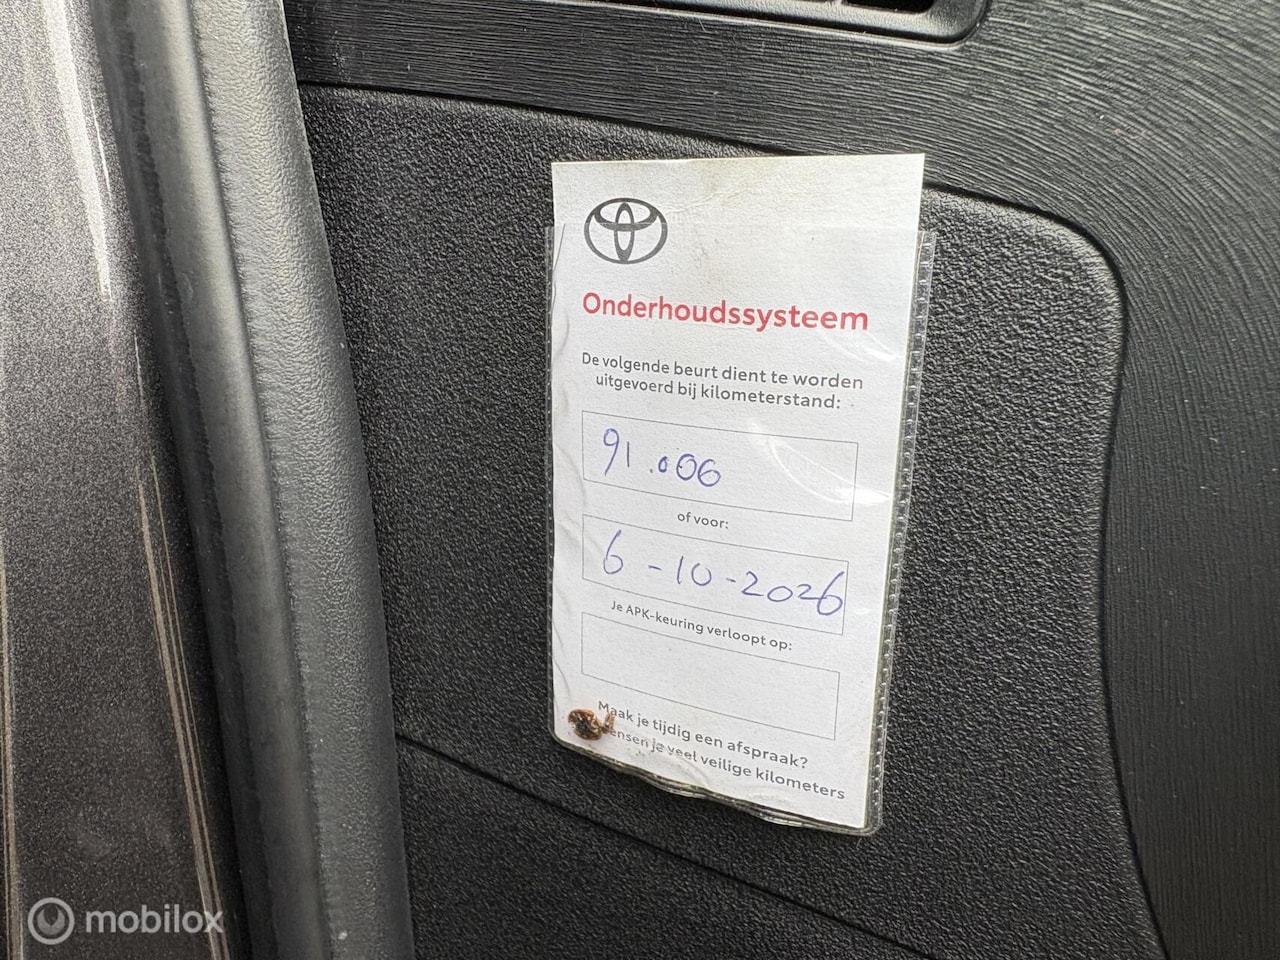 Onderhoudssysteem
De volgende beurt dient te worden
uitgevoerd bij kilometerstand:
91.006
of voor:
6-10-2026
Je APK-keuring verloopt op:
Maak je tijdig een afspraak?
je veel veilige kilometers
mobilox